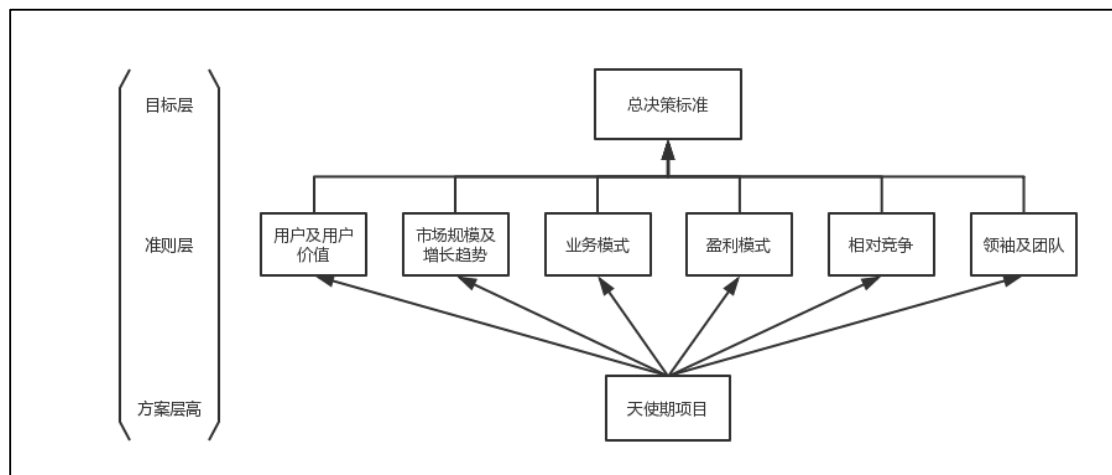 目标层
总决策标准
准则层
用户及用户
价值
市场规模及
增长趋势
业务模式
盈利模式
相对竞争
领袖及团队
方案层高
天使期项目